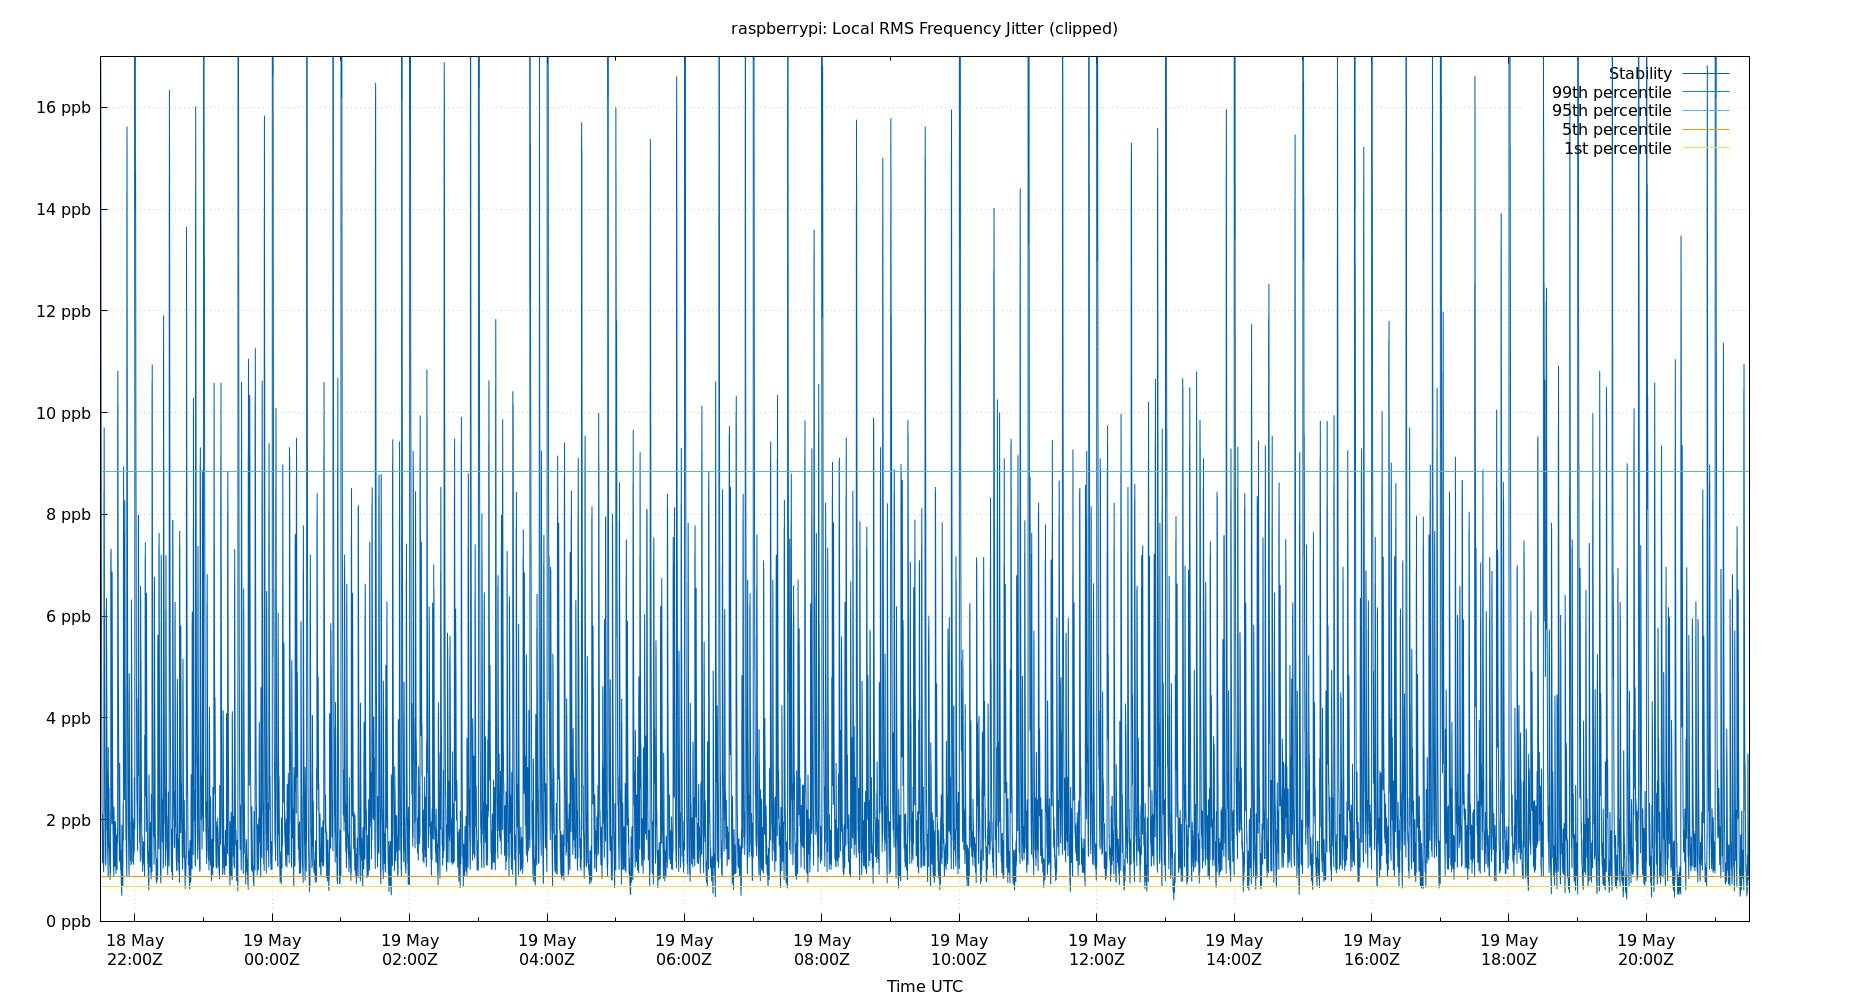 raspberrypi: Local RMS Frequency Jitter (clipped)
Stability
99th percentile
95th percentile
5th percentile
1st percentile
16 ppb
14 ppb
12 ppb
10 ppb
8 ppb
6 ppb
4 ppb
2 ppb
0 ppb
18 May 19 May 19 May 19 May 19 May 19 May 19 May 19 May 19 May 19 May 19 May 19 May
22:00Z 00:00Z 02:00Z 04:00Z 06:00Z 08:00Z 10:00Z 12:00Z 14:00Z 16:00Z 18:00Z 20:00Z
Time UTC